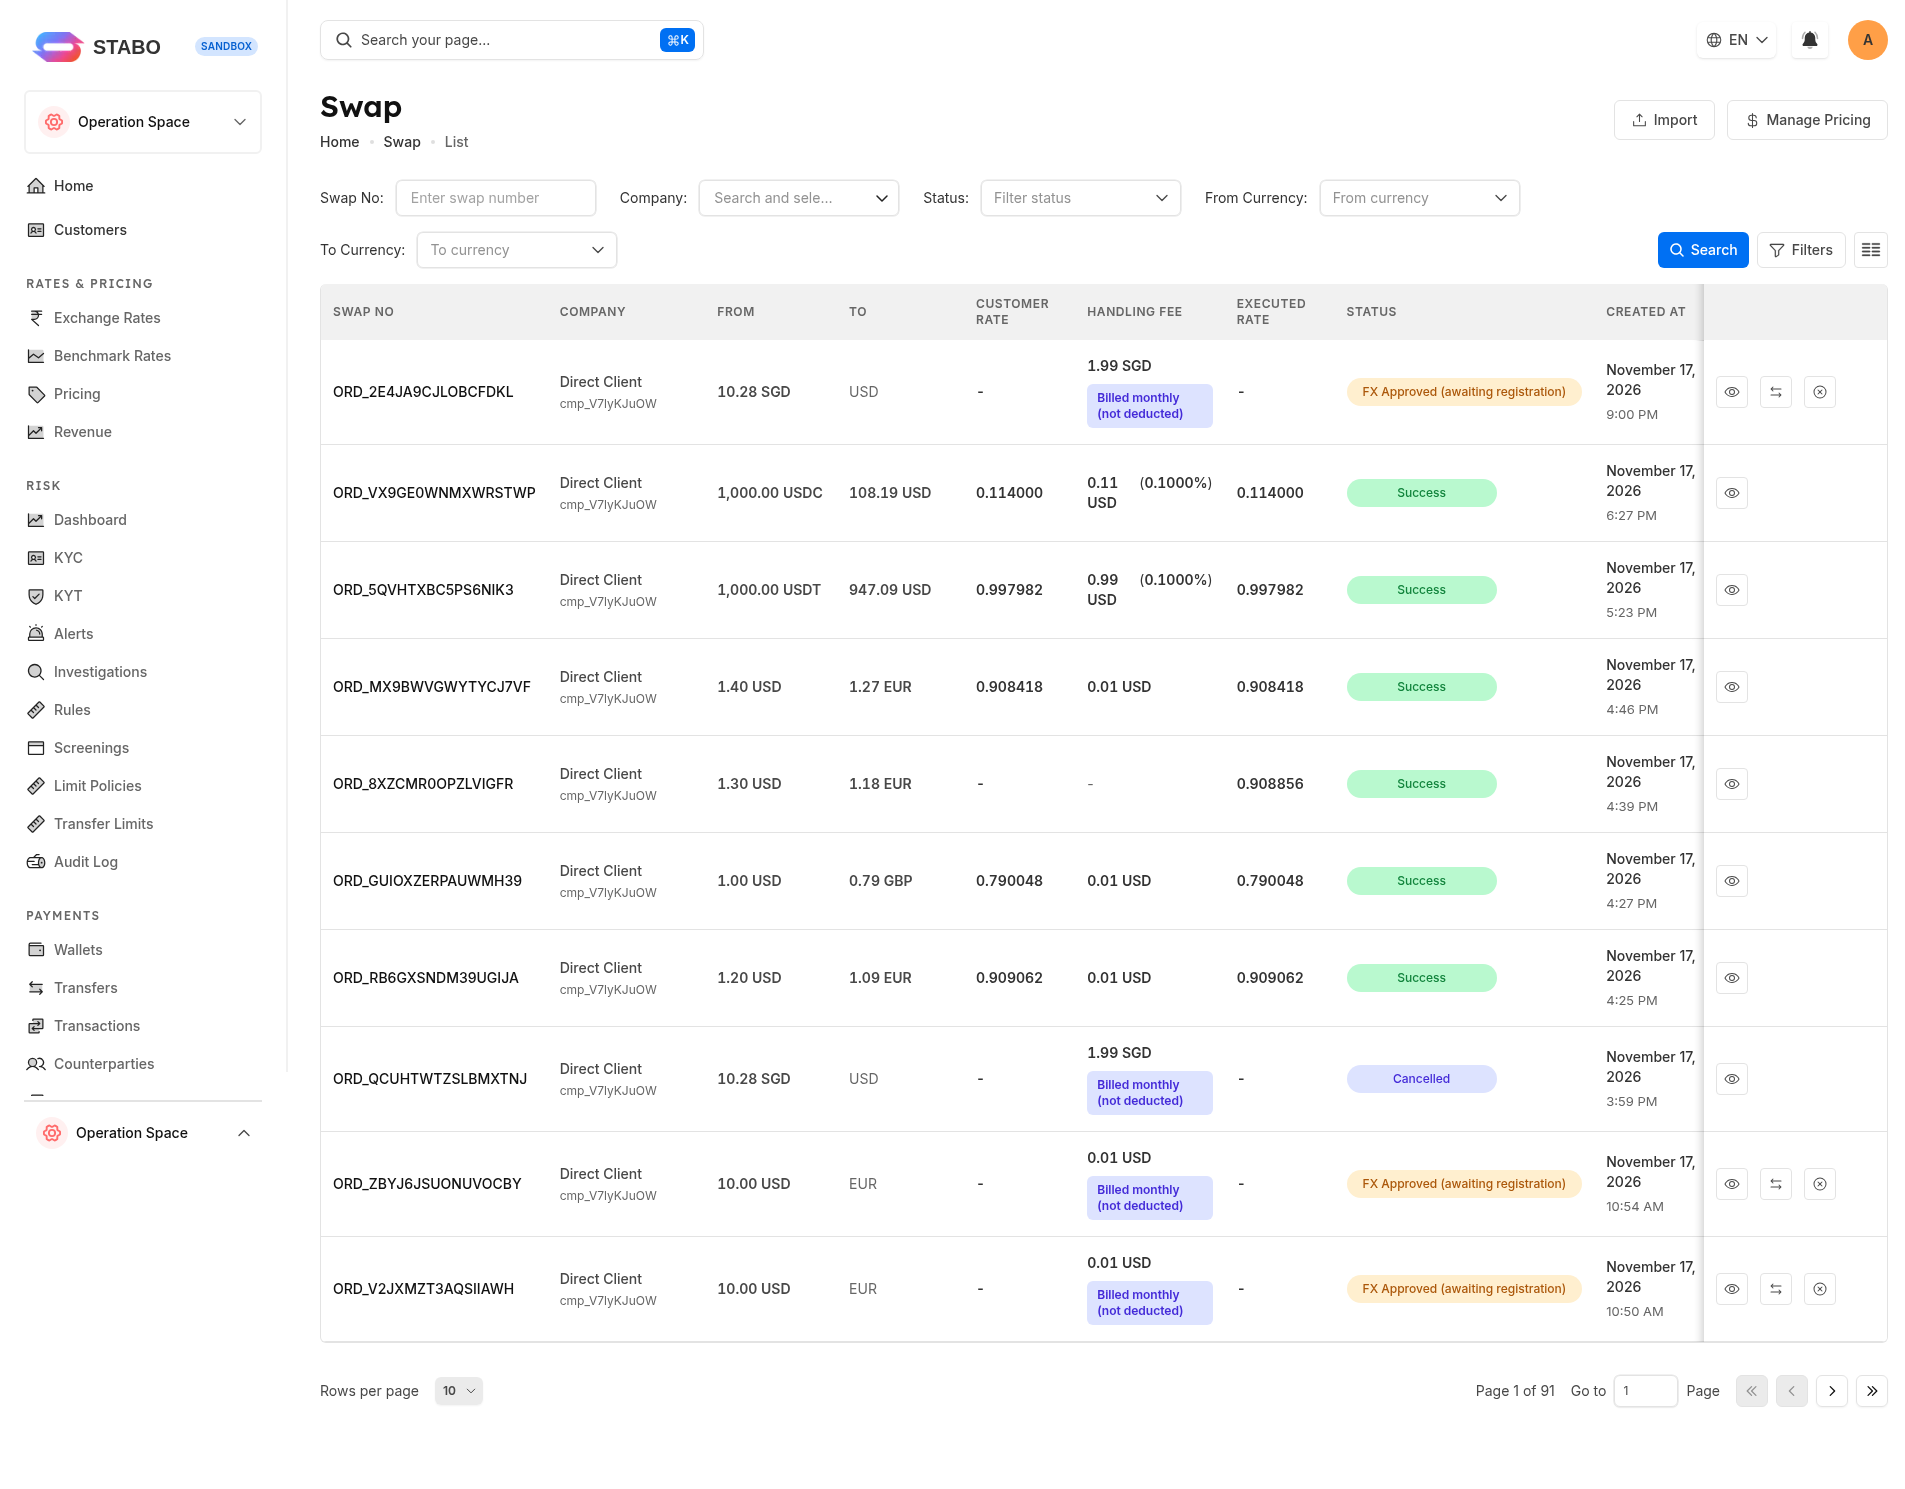 STABO
SANDBOX
Search your page...
⌘K
EN
A
Operation Space
Home
Customers
RATES & PRICING
Exchange Rates
Benchmark Rates
Pricing
Revenue
RISK
Dashboard
KYC
KYT
Alerts
Investigations
Rules
Screenings
Limit Policies
Transfer Limits
Audit Log
PAYMENTS
Wallets
Transfers
Transactions
Counterparties
Operation Space
Swap
Home • Swap • List
Import
$ Manage Pricing
Swap No: Enter swap number Company: Search and sele... Status: Filter status From Currency: From currency
To Currency: To currency
Search Filters
SWAP NO COMPANY FROM TO CUSTOMER RATE HANDLING FEE EXECUTED RATE STATUS CREATED AT
ORD_2E4JA9CJLOBCFDKL Direct Client cmp_V7lyKJuOW 10.28 SGD USD - 1.99 SGD Billed monthly (not deducted) - FX Approved (awaiting registration) November 17, 2026 9:00 PM
ORD_VX9GE0WNMXWRSTWP Direct Client cmp_V7lyKJuOW 1,000.00 USDC 108.19 USD 0.114000 0.11 USD (0.1000%) 0.114000 Success November 17, 2026 6:27 PM
ORD_5QVHTXBC5PS6NIK3 Direct Client cmp_V7lyKJuOW 1,000.00 USDT 947.09 USD 0.997982 0.99 USD (0.1000%) 0.997982 Success November 17, 2026 5:23 PM
ORD_MX9BWVGWYTYCJ7VF Direct Client cmp_V7lyKJuOW 1.40 USD 1.27 EUR 0.908418 0.01 USD 0.908418 Success November 17, 2026 4:46 PM
ORD_8XZCMR0OPZLVIGFR Direct Client cmp_V7lyKJuOW 1.30 USD 1.18 EUR - - 0.908856 Success November 17, 2026 4:39 PM
ORD_GUIOXZERPAUWMH39 Direct Client cmp_V7lyKJuOW 1.00 USD 0.79 GBP 0.790048 0.01 USD 0.790048 Success November 17, 2026 4:27 PM
ORD_RB6GXSNDM39UGIJA Direct Client cmp_V7lyKJuOW 1.20 USD 1.09 EUR 0.909062 0.01 USD 0.909062 Success November 17, 2026 4:25 PM
ORD_QCUHTWTZSLBMXTNJ Direct Client cmp_V7lyKJuOW 10.28 SGD USD - 1.99 SGD Billed monthly (not deducted) - Cancelled November 17, 2026 3:59 PM
ORD_ZBYJ6JSUONUVOCBY Direct Client cmp_V7lyKJuOW 10.00 USD EUR - 0.01 USD Billed monthly (not deducted) - FX Approved (awaiting registration) November 17, 2026 10:54 AM
ORD_V2JXMZT3AQSIIAWH Direct Client cmp_V7lyKJuOW 10.00 USD EUR - 0.01 USD Billed monthly (not deducted) - FX Approved (awaiting registration) November 17, 2026 10:50 AM
Rows per page 10
Page 1 of 91 Go to 1 Page